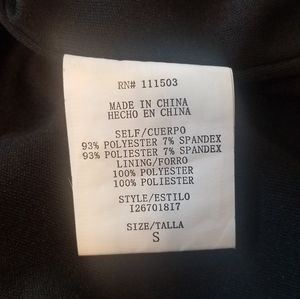 RN# 111503
MADE IN CHINA
HECHO EN CHINA
SELF/CUERPO
93% POLYESTER 7% SPANDEX
93% POLIESTER 7% SPANDEX
LINING/FORRO
100% POLYESTER
100% POLIESTER
STYLE/ESTILO
I26701817
SIZE/TALLA
S